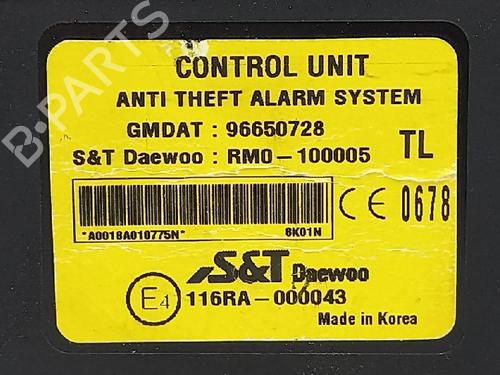 B-PARTS
CONTROL UNIT
ANTI THEFT ALARM SYSTEM
GMDAT : 96650728
S&T Daewoo : RM0-100005
TL
*A0018A010775N*
8K01N
CE 0678
S&T Daewoo
E4
116RA-000043
Made in Korea